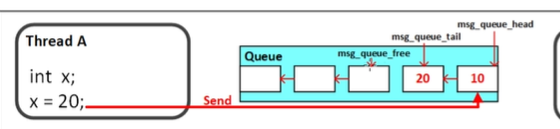 Thread A
int x;
x = 20;
Send
Queue
msg_queue_free
msg_queue_tail
msg_queue_head
20
10